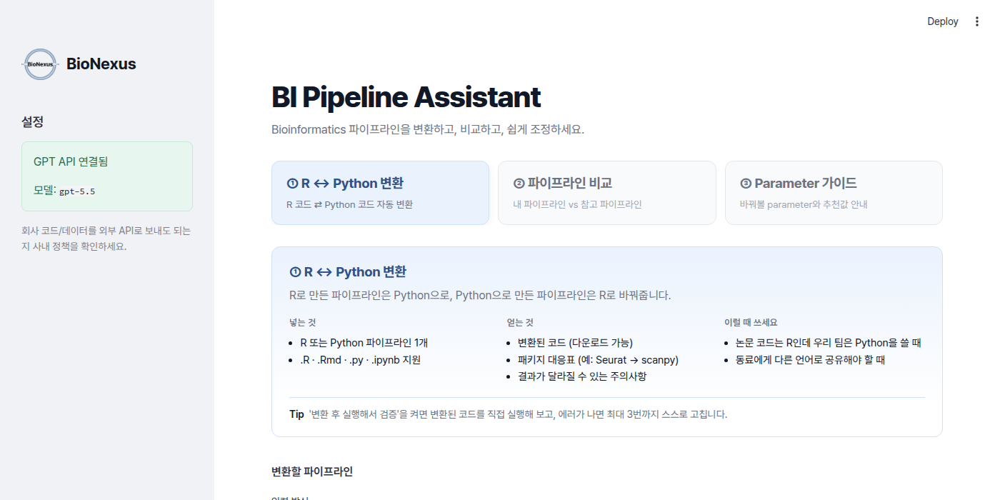 Deploy
BioNexus
BioNexus
설정
GPT API 연결됨
모델: gpt-5.5
회사 코드/데이터를 외부 API로 보내도 되는
지 사내 정책을 확인하세요.
BI Pipeline Assistant
Bioinformatics 파이프라인을 변환하고, 비교하고, 쉽게 조정하세요.
① R ↔ Python 변환
R 코드 ⇄ Python 코드 자동 변환
② 파이프라인 비교
내 파이프라인 vs 참고 파이프라인
③ Parameter 가이드
바꿔볼 parameter와 추천값 안내
① R ↔ Python 변환
R로 만든 파이프라인은 Python으로, Python으로 만든 파이프라인은 R로 바꿔줍니다.
넣는 것
• R 또는 Python 파이프라인 1개
• .R · .Rmd · .py · .ipynb 지원
얻는 것
• 변환된 코드 (다운로드 가능)
• 패키지 대응표 (예: Seurat → scanpy)
• 결과가 달라질 수 있는 주의사항
이럴 때 쓰세요
• 논문 코드는 R인데 우리 팀은 Python을 쓸 때
• 동료에게 다른 언어로 공유해야 할 때
Tip '변환 후 실행해서 검증'을 켜면 변환된 코드를 직접 실행해 보고, 에러가 나면 최대 3번까지 스스로 고칩니다.
변환할 파이프라인